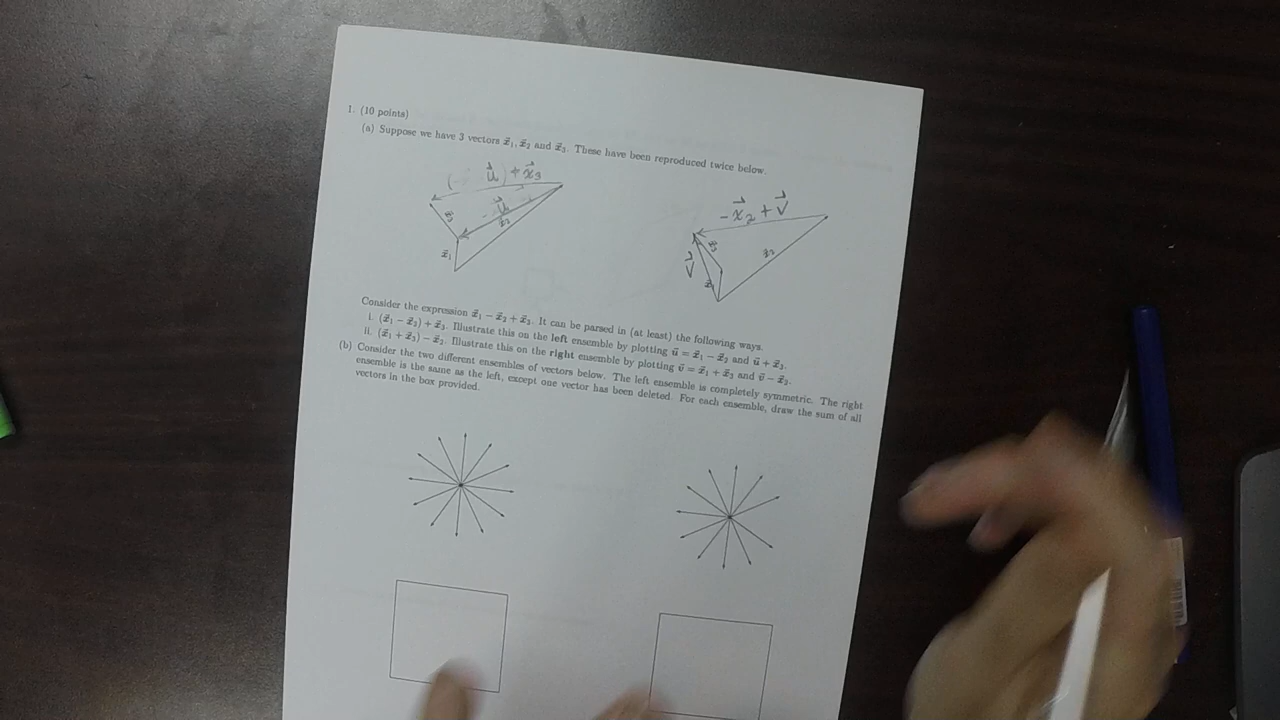 1. (10 points)
(a) Suppose we have 3 vectors x⃗₁, x⃗₂ and x⃗₃. These have been reproduced twice below.
u⃗) + x⃗₃
-x⃗₂ + v⃗
u⃗
x⃗₃
x⃗₂
x⃗₁
x⃗₃
x⃗₂
v⃗
Consider the expression x⃗₁ − x⃗₂ + x⃗₃. It can be parsed in (at least) the following ways.
i. (x⃗₁ − x⃗₂) + x⃗₃. Illustrate this on the left ensemble by plotting u⃗ = x⃗₁ − x⃗₂ and u⃗ + x⃗₃.
ii. (x⃗₁ + x⃗₃) − x⃗₂. Illustrate this on the right ensemble by plotting v⃗ = x⃗₁ + x⃗₃ and v⃗ − x⃗₂.
(b) Consider the two different ensembles of vectors below. The left ensemble is completely symmetric. The right
ensemble is the same as the left, except one vector has been deleted. For each ensemble, draw the sum of all
vectors in the box provided.